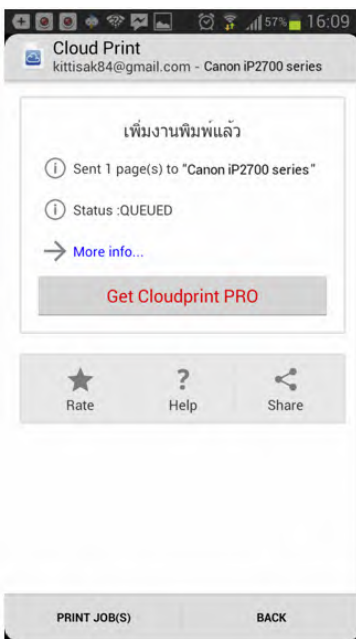 57% 16:09
Cloud Print
kittisak84@gmail.com - Canon iP2700 series
เพิ่มงานพิมพ์แล้ว
Sent 1 page(s) to "Canon iP2700 series"
Status :QUEUED
More info...
Get Cloudprint PRO
Rate Help Share
PRINT JOB(S) BACK